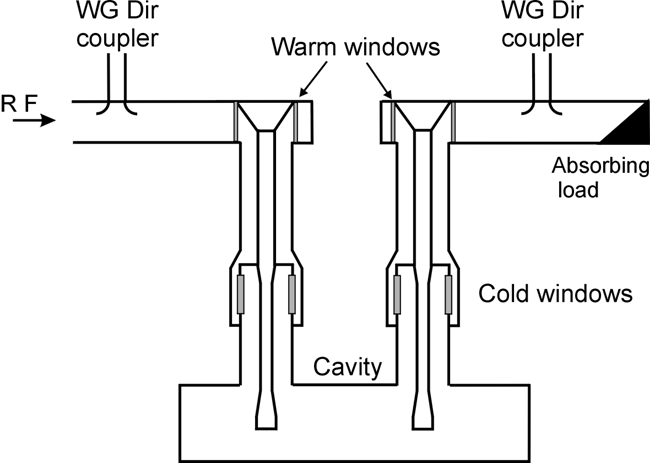 WG Dir
coupler
WG Dir
coupler
Warm windows
R F
Absorbing
load
Cold windows
Cavity